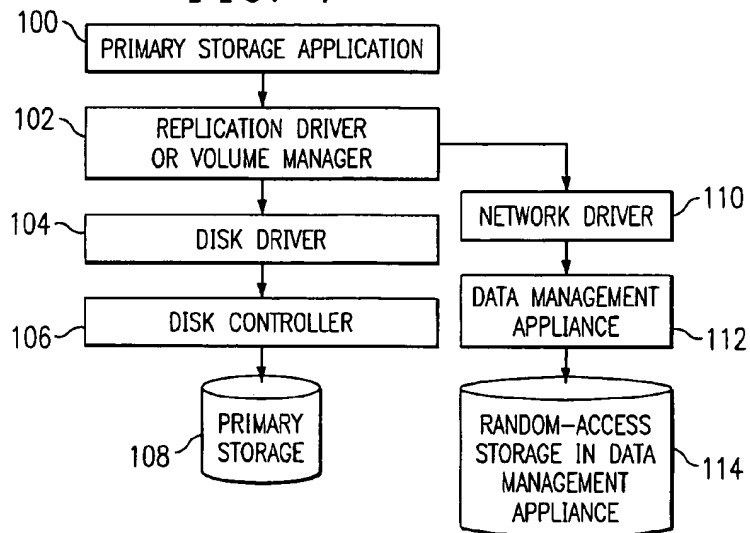 100
PRIMARY STORAGE APPLICATION
102
REPLICATION DRIVER
OR VOLUME MANAGER
104
DISK DRIVER
NETWORK DRIVER
110
106
DISK CONTROLLER
DATA MANAGEMENT
APPLIANCE
112
108
PRIMARY
STORAGE
RANDOM-ACCESS
STORAGE IN DATA
MANAGEMENT
APPLIANCE
114